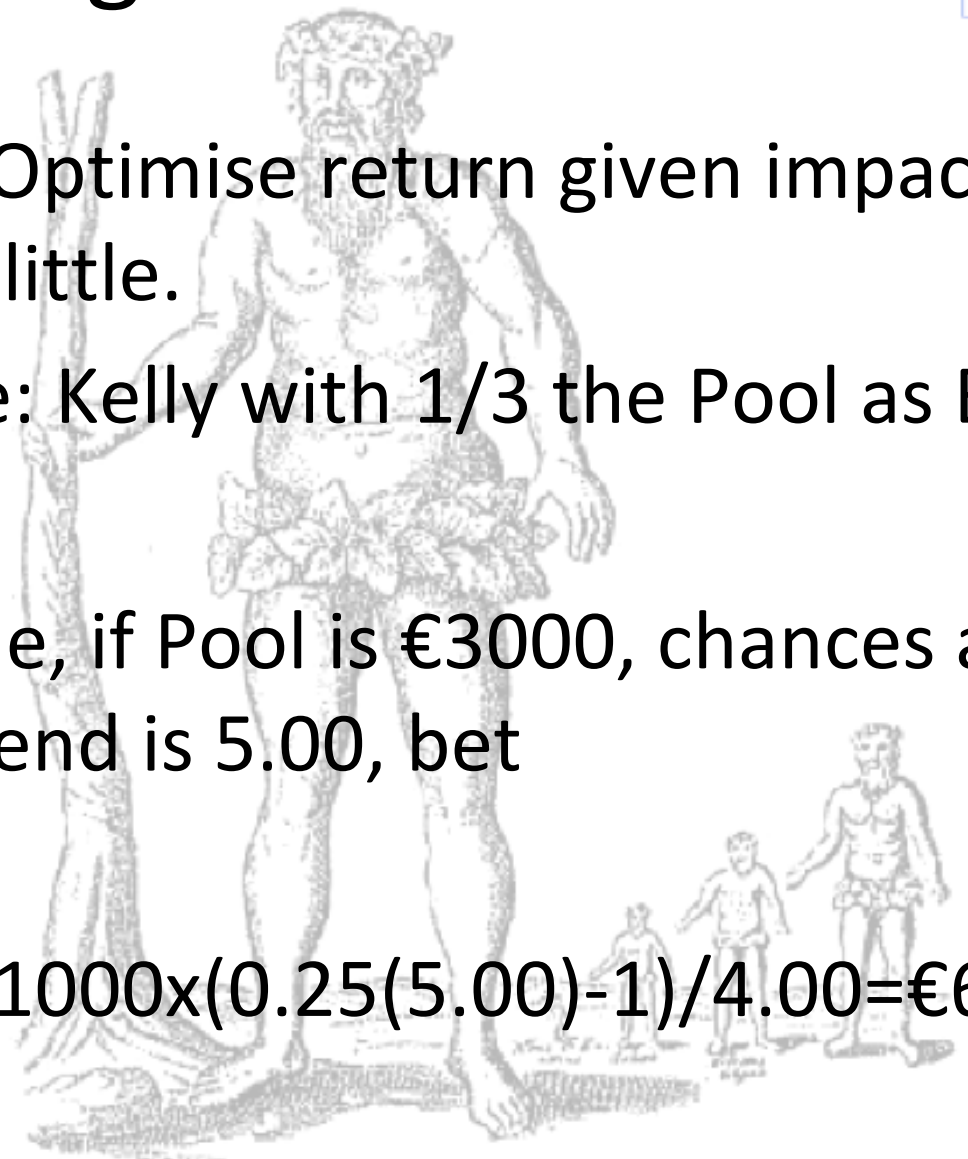 g
Optimise return given impac
little.
e: Kelly with 1/3 the Pool as
e, if Pool is €3000, chances a
end is 5.00, bet
1000x(0.25(5.00)-1)/4.00=€6